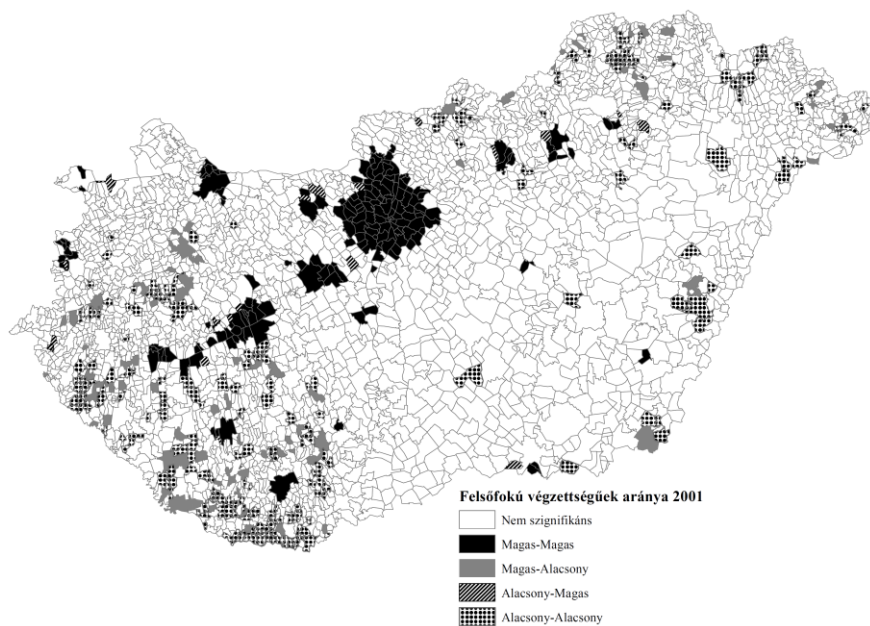 Felsőfokú végzettségűek aránya 2001
Nem szignifikáns
Magas-Magas
Magas-Alacsony
Alacsony-Magas
Alacsony-Alacsony